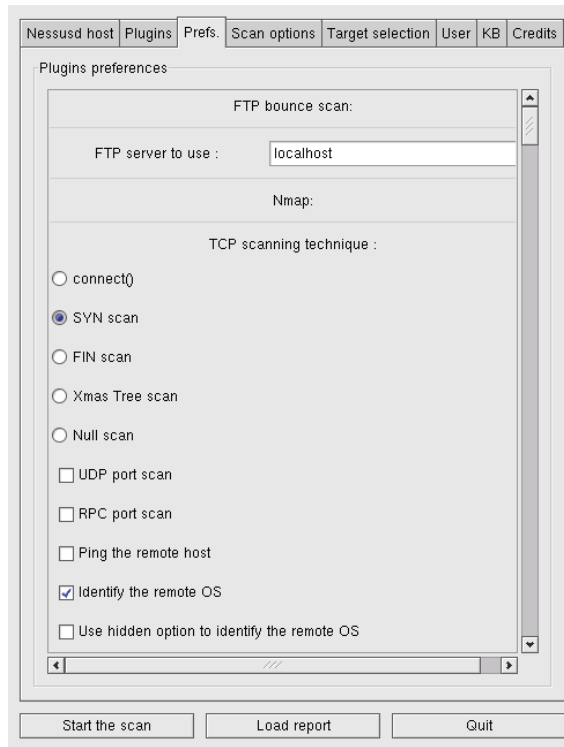 Nessusd host Plugins Prefs. Scan options Target selection User KB Credits
Plugins preferences
FTP bounce scan:
FTP server to use : localhost
Nmap:
TCP scanning technique :
connect()
SYN scan
FIN scan
Xmas Tree scan
Null scan
UDP port scan
RPC port scan
Ping the remote host
Identify the remote OS
Use hidden option to identify the remote OS
Start the scan Load report Quit